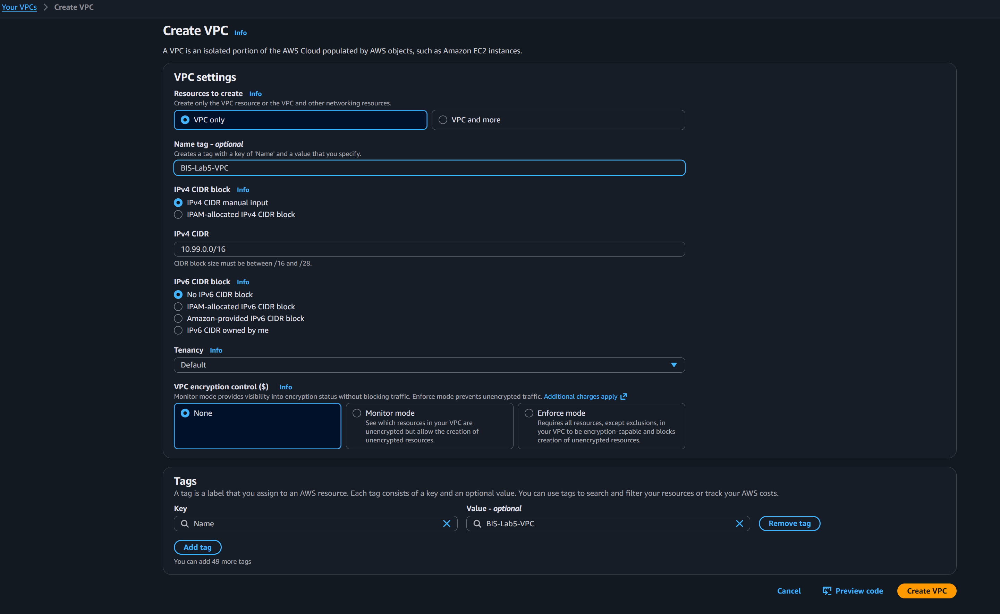 Your VPCs > Create VPC
Create VPC Info
A VPC is an isolated portion of the AWS Cloud populated by AWS objects, such as Amazon EC2 instances.
VPC settings
Resources to create Info
Create only the VPC resource or the VPC and other networking resources.
VPC only VPC and more
Name tag - optional
Creates a tag with a key of 'Name' and a value that you specify.
BIS-Lab5-VPC
IPv4 CIDR block Info
IPv4 CIDR manual input
IPAM-allocated IPv4 CIDR block
IPv4 CIDR
10.99.0.0/16
CIDR block size must be between /16 and /28.
IPv6 CIDR block Info
No IPv6 CIDR block
IPAM-allocated IPv6 CIDR block
Amazon-provided IPv6 CIDR block
IPv6 CIDR owned by me
Tenancy Info
Default
VPC encryption control ($) Info
Monitor mode provides visibility into encryption status without blocking traffic. Enforce mode prevents unencrypted traffic. Additional charges apply
None
Monitor mode
See which resources in your VPC are
unencrypted but allow the creation of
unencrypted resources.
Enforce mode
Requires all resources, except exclusions, in
your VPC to be encryption-capable and blocks
creation of unencrypted resources.
Tags
A tag is a label that you assign to an AWS resource. Each tag consists of a key and an optional value. You can use tags to search and filter your resources or track your AWS costs.
Key Value - optional
Name BIS-Lab5-VPC Remove tag
Add tag
You can add 49 more tags
Cancel Preview code Create VPC